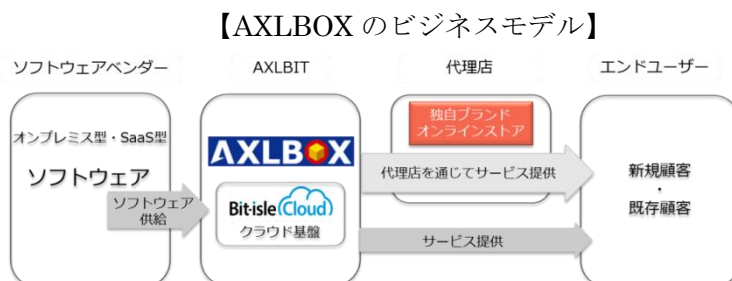 【AXLBOX のビジネスモデル】
ソフトウェアベンダー
AXLBIT
代理店
エンドユーザー
オンプレミス型・SaaS型
ソフトウェア
ソフトウェア
供給
AXLBOX
Bit-isle Cloud
クラウド基盤
独自ブランド
オンラインストア
代理店を通じてサービス提供
サービス提供
新規顧客
・
既存顧客